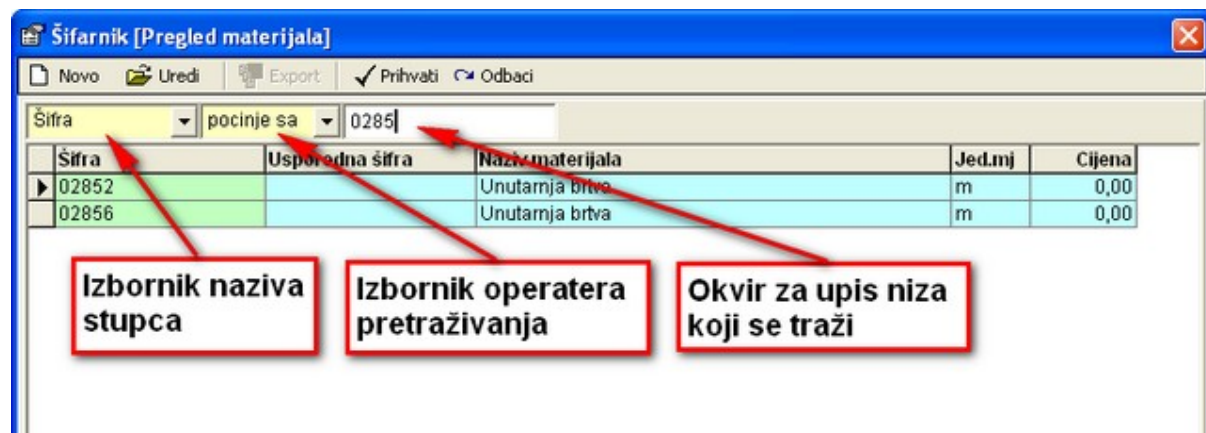 Šifarnik [Pregled materijala]
Novo Uredi Export Prihvati Odbaci
Šifra pocinje sa 0285
Šifra Usporedna šifra Naziv materijala Jed.mj Cijena
02852 Unutarnja brtva m 0,00
02856 Unutarnja brtva m 0,00
Izbornik naziva
stupca
Izbornik operatera
pretraživanja
Okvir za upis niza
koji se traži